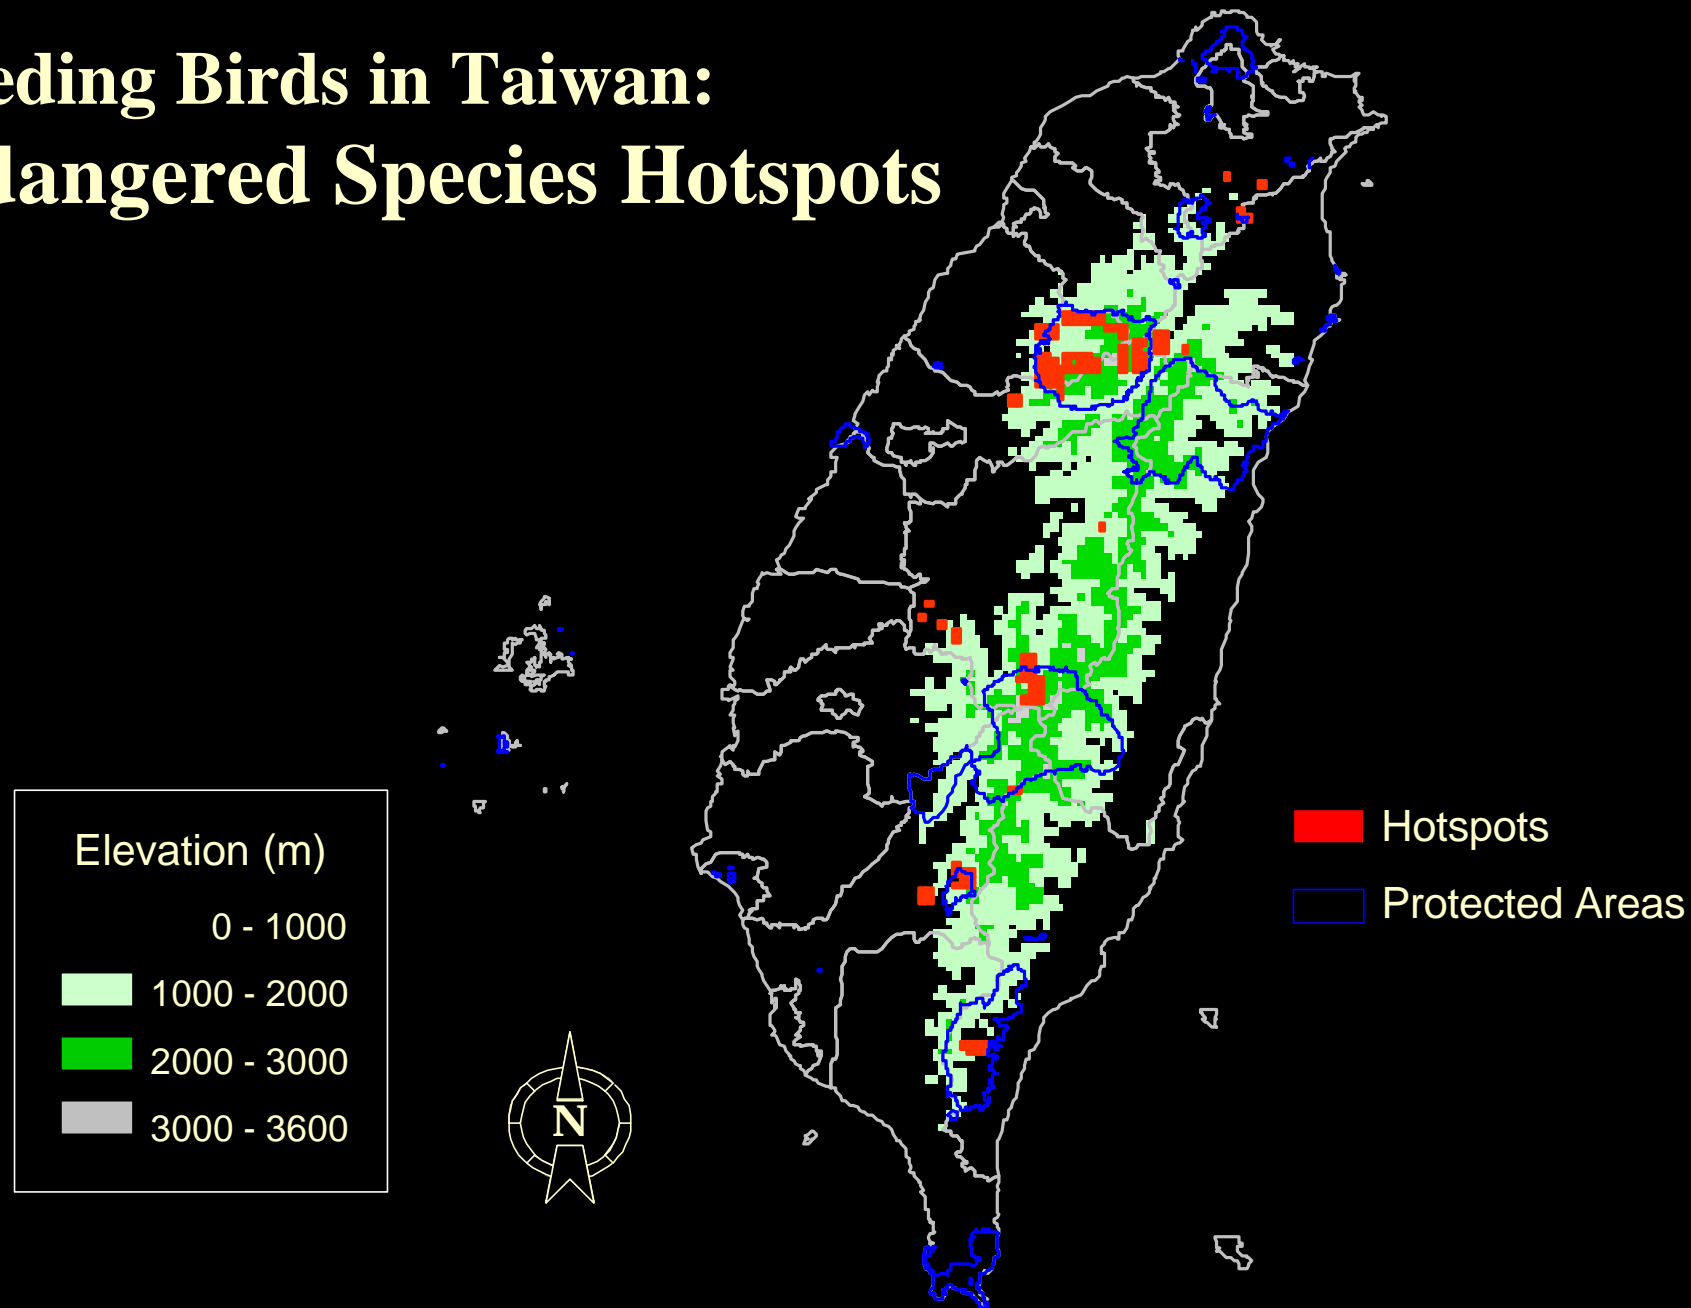 eding Birds in Taiwan:
dangered Species Hotspots
Elevation (m)
0 - 1000
1000 - 2000
2000 - 3000
3000 - 3600
N
Hotspots
Protected Areas